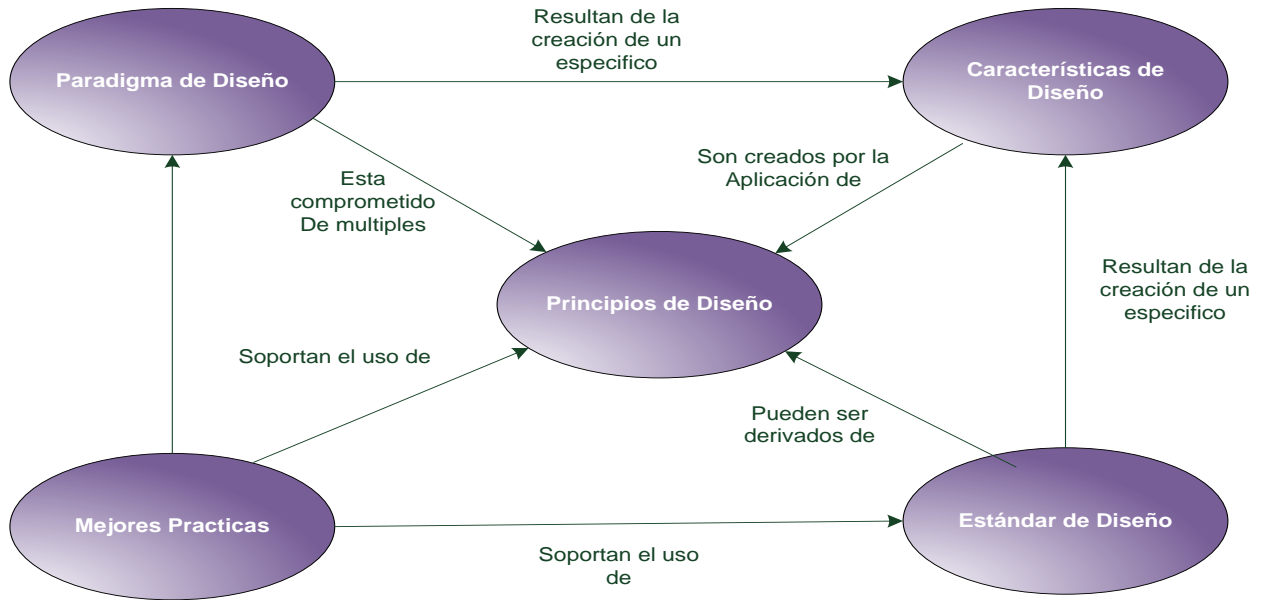 Resultan de la
creación de un
especifico
Paradigma de Diseño
Características de
Diseño
Son creados por la
Aplicación de
Esta
comprometido
De multiples
Resultan de la
creación de un
especifico
Principios de Diseño
Soportan el uso de
Pueden ser
derivados de
Mejores Practicas
Estándar de Diseño
Soportan el uso
de